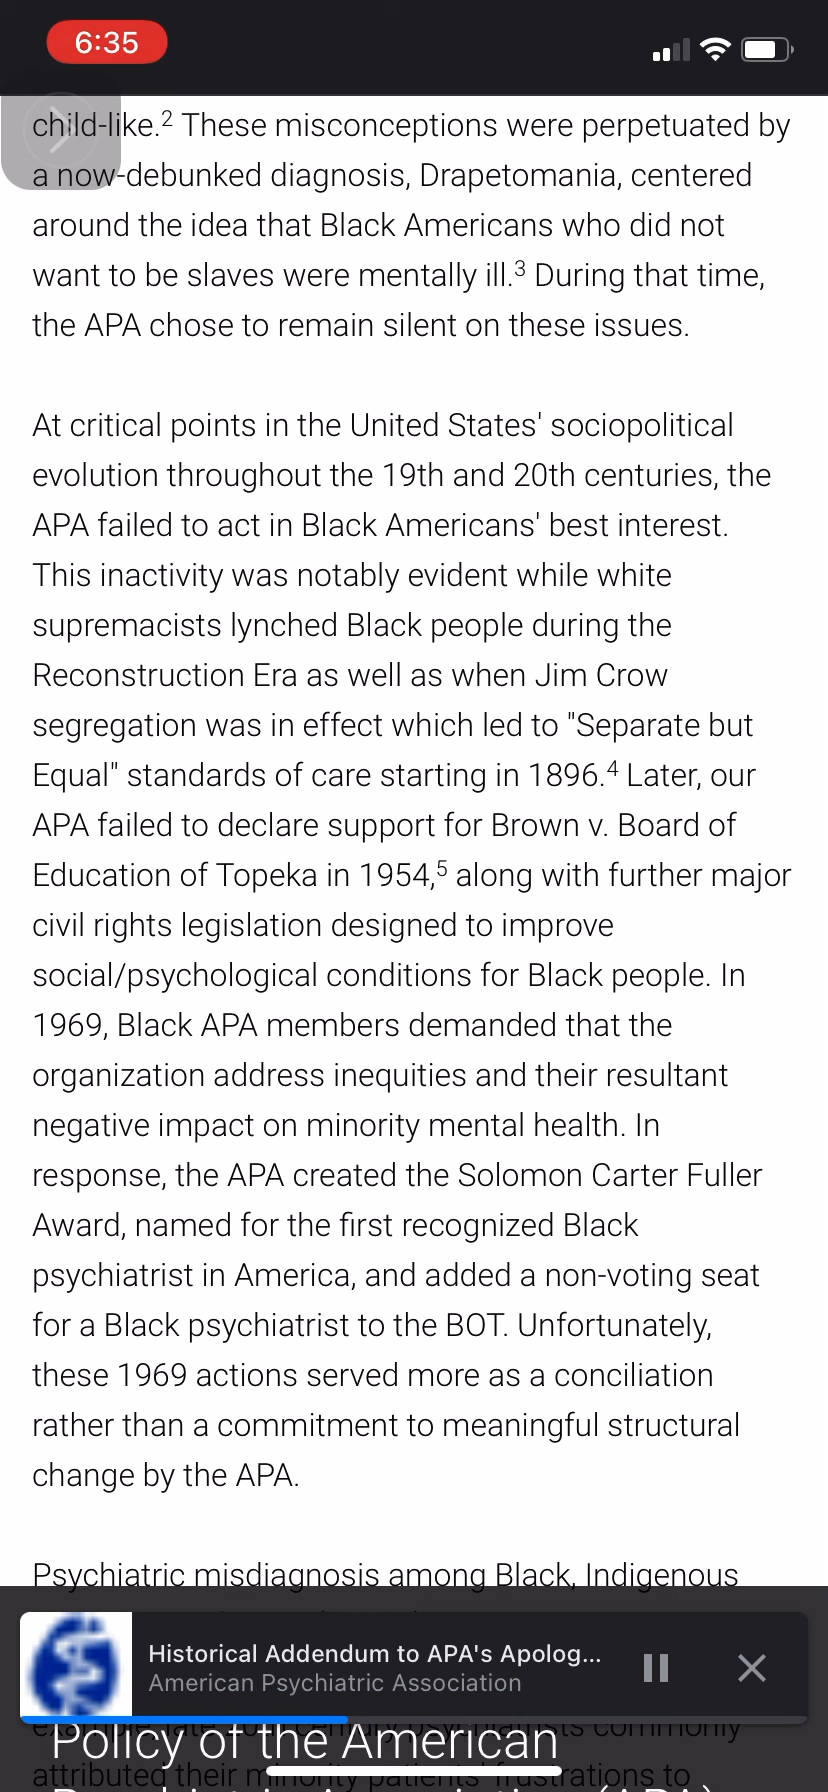 6:35
child-like.2 These misconceptions were perpetuated by
a now-debunked diagnosis, Drapetomania, centered
around the idea that Black Americans who did not
want to be slaves were mentally ill.3 During that time,
the APA chose to remain silent on these issues.
At critical points in the United States' sociopolitical
evolution throughout the 19th and 20th centuries, the
APA failed to act in Black Americans' best interest.
This inactivity was notably evident while white
supremacists lynched Black people during the
Reconstruction Era as well as when Jim Crow
segregation was in effect which led to "Separate but
Equal" standards of care starting in 1896.4 Later, our
APA failed to declare support for Brown v. Board of
Education of Topeka in 1954,5 along with further major
civil rights legislation designed to improve
social/psychological conditions for Black people. In
1969, Black APA members demanded that the
organization address inequities and their resultant
negative impact on minority mental health. In
response, the APA created the Solomon Carter Fuller
Award, named for the first recognized Black
psychiatrist in America, and added a non-voting seat
for a Black psychiatrist to the BOT. Unfortunately,
these 1969 actions served more as a conciliation
rather than a commitment to meaningful structural
change by the APA.
Psychiatric misdiagnosis among Black, Indigenous
Historical Addendum to APA's Apolog...
American Psychiatric Association
example, late 20th century psychiatrists commonly
Policy of the American
attributed their minority patients' frustrations to